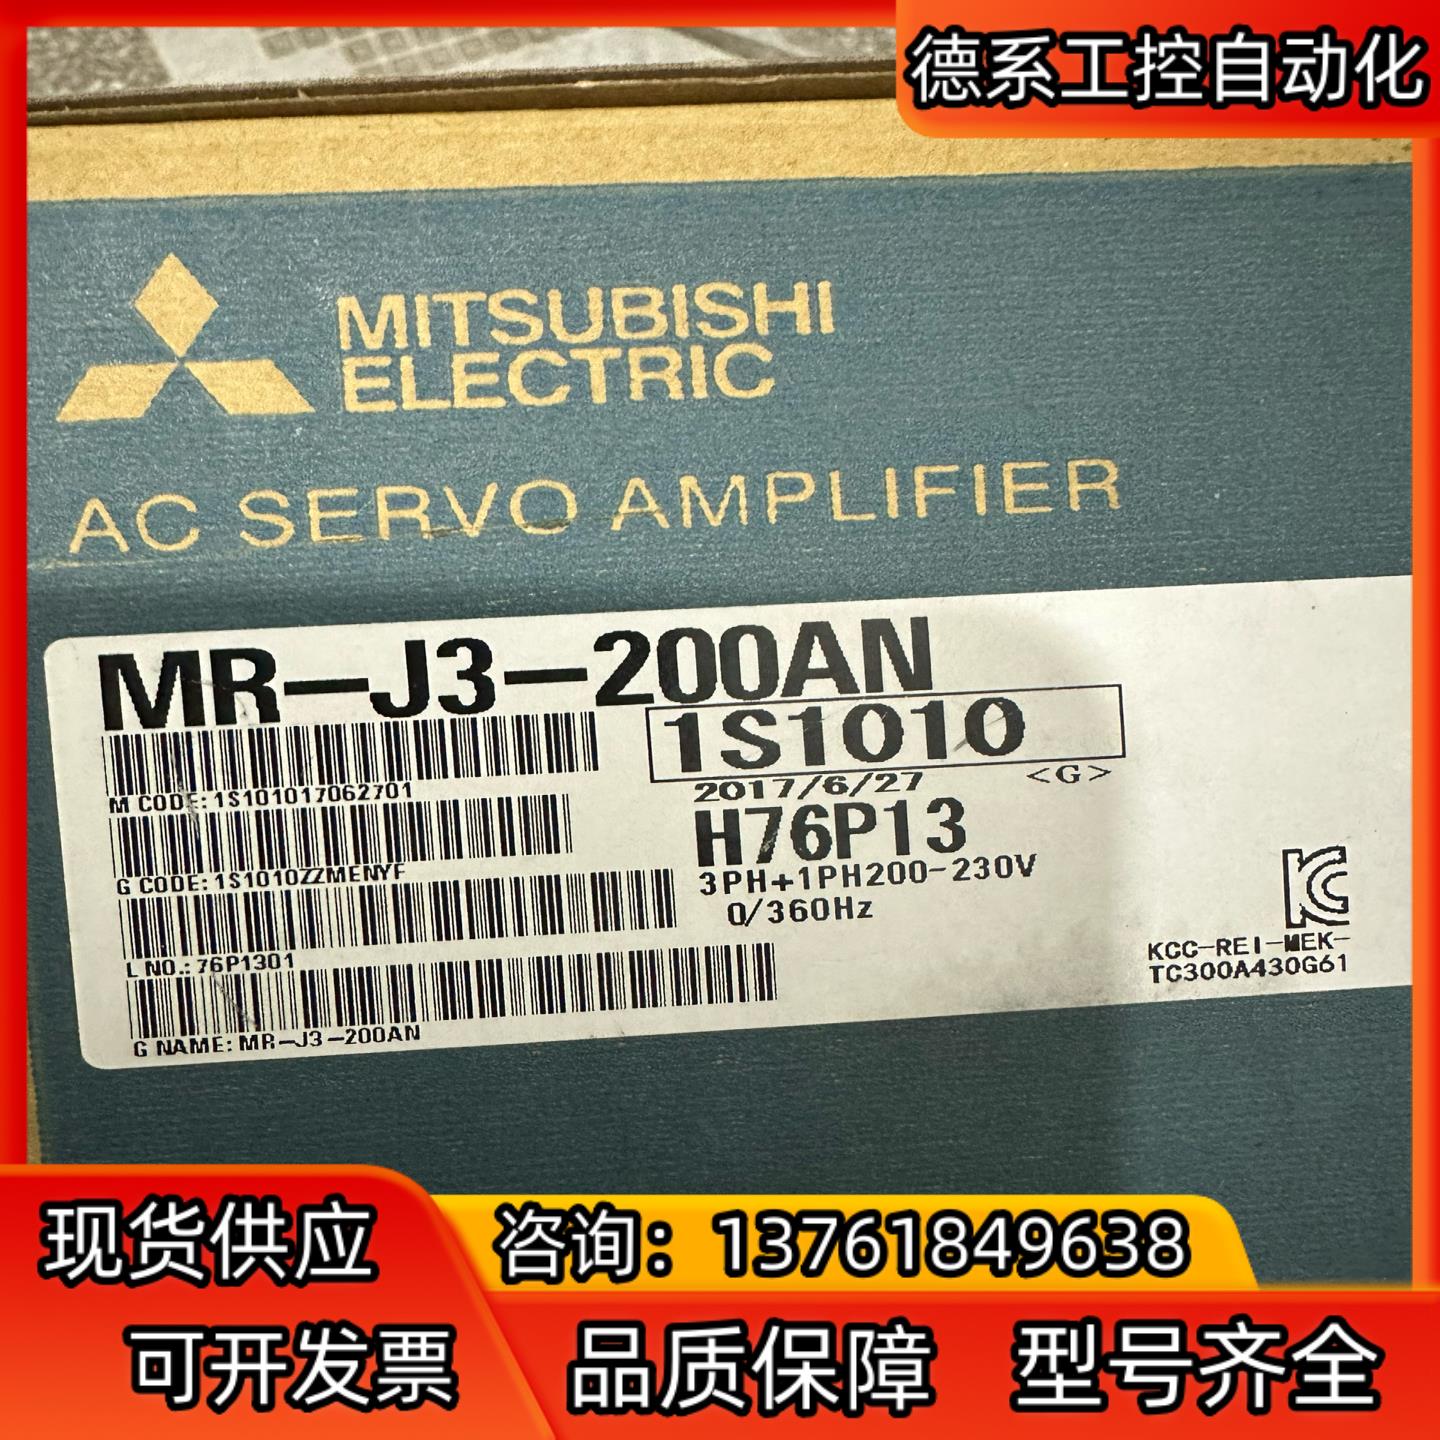 德系工控自动化
MITSUBISHI
ELECTRIC
AC SERVO AMPLIFIER
MR-J3-200AN
1S1010
M CODE: 1S101017062701
2017/6/27 <G>
H76P13
G CODE: 1S1010ZZMENYF
3PH+1PH200-230V
0/360Hz
L NO.: 76P1301
KCC-REI-MEK-
TC300A430G61
G NAME: MR-J3-200AN
现货供应
咨询：13761849638
可开发票 品质保障 型号齐全